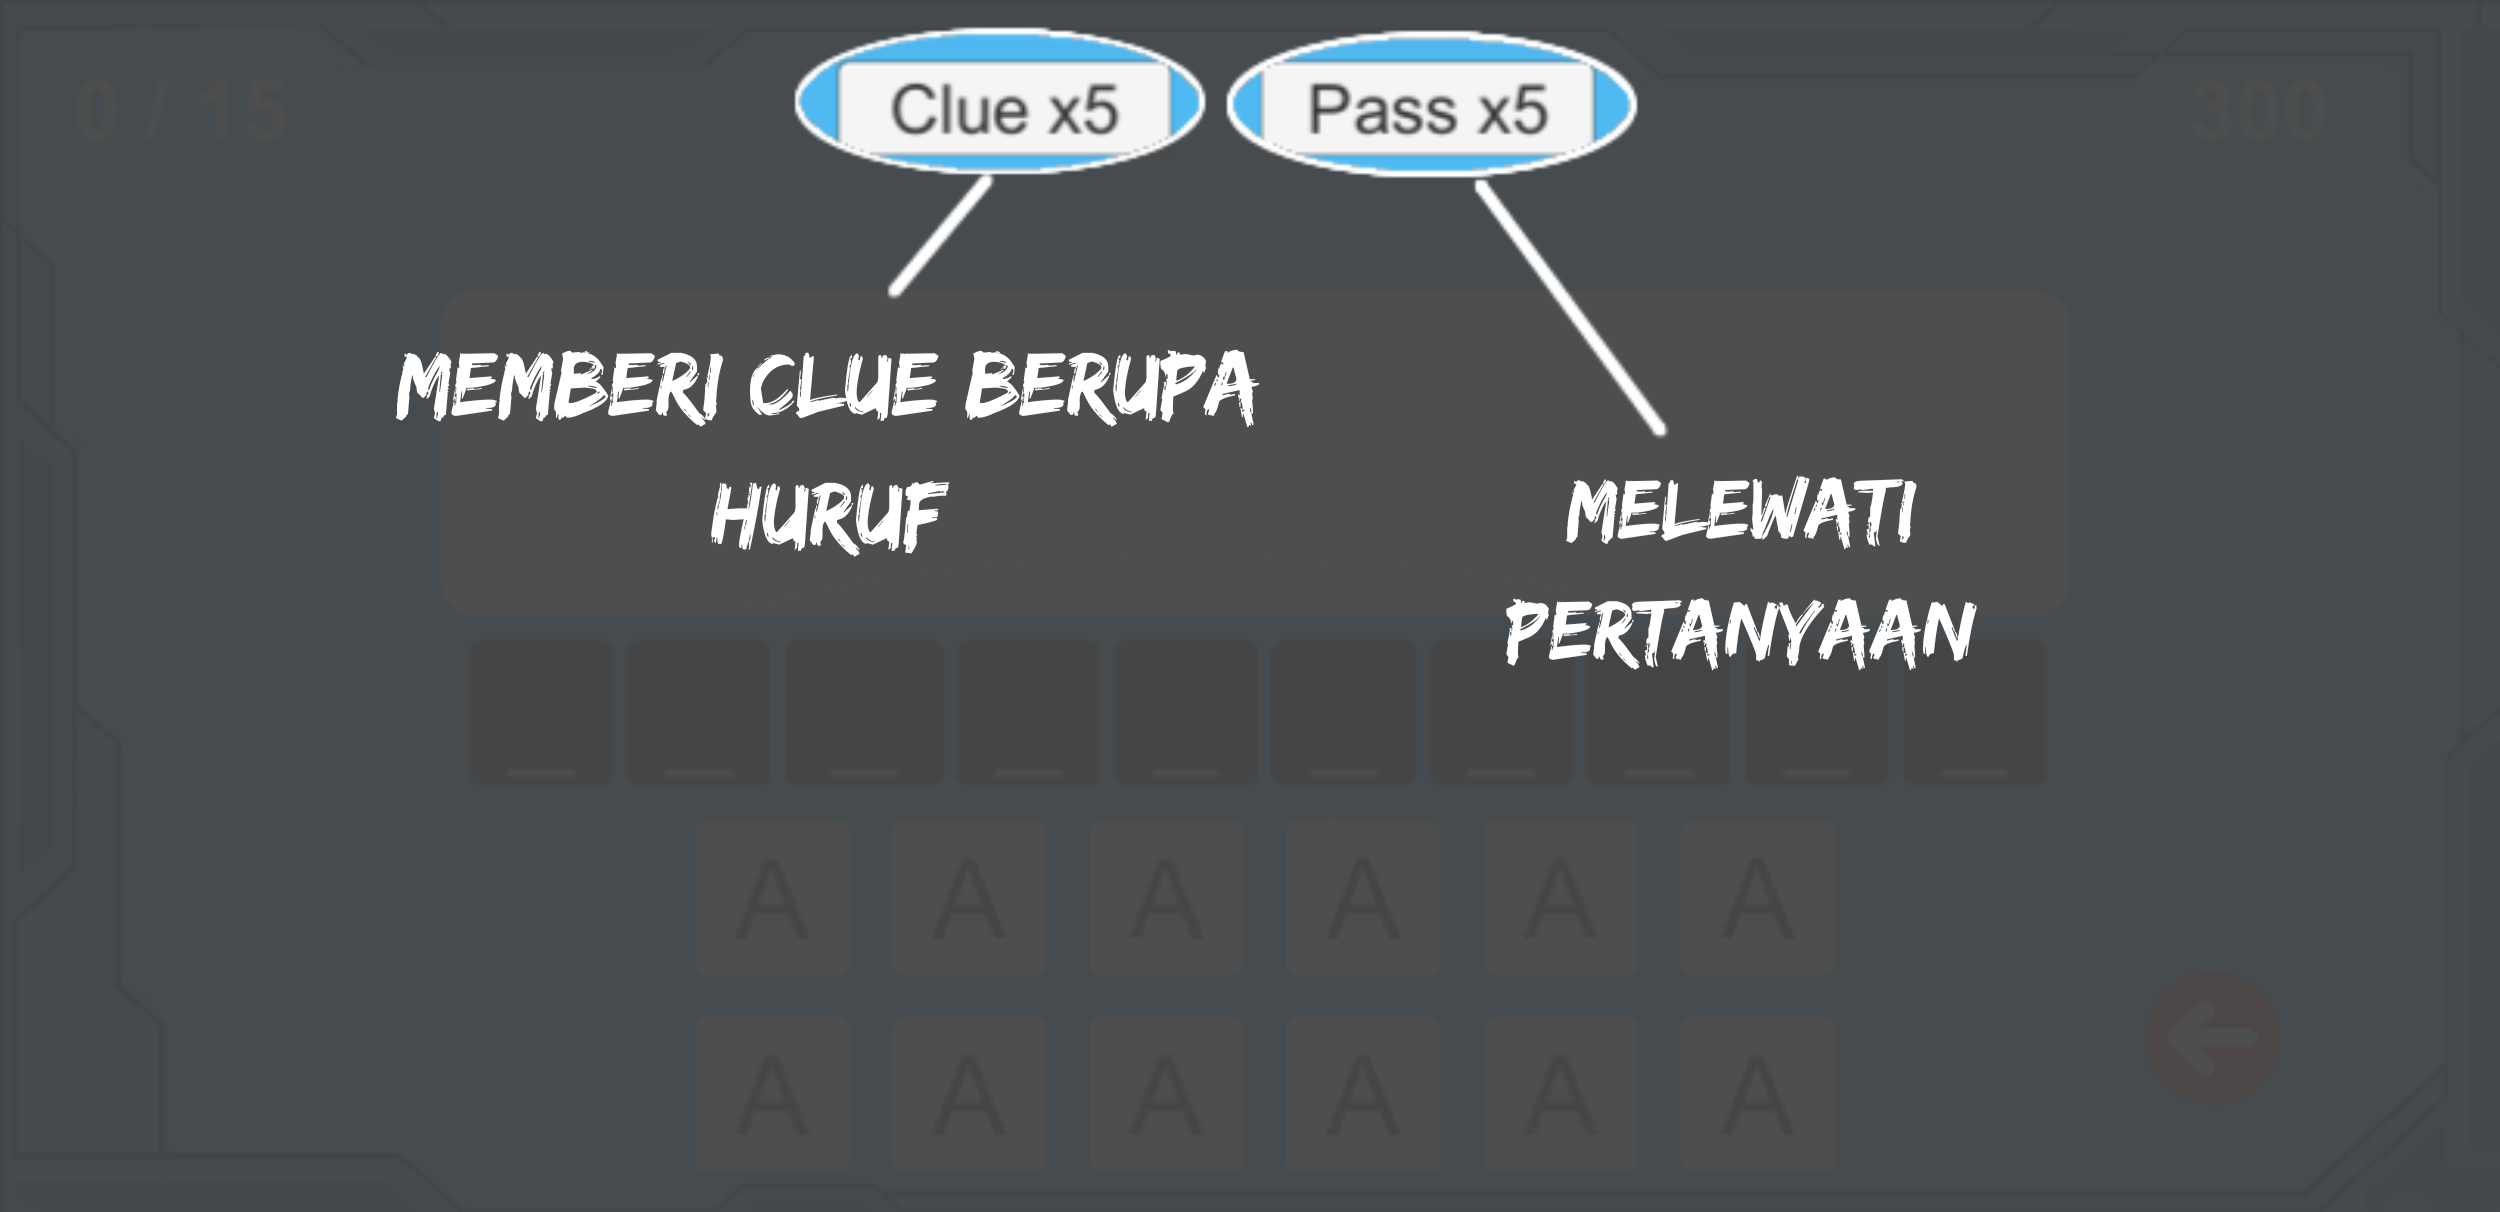 0 / 15
Clue x5
Pass x5
300
MEMBERI CLUE BERUPA
HURUF
MELEWATI
PERTANYAAN
_ _ _ _ _ _ _ _ _ _
A A A A A A
A A A A A A